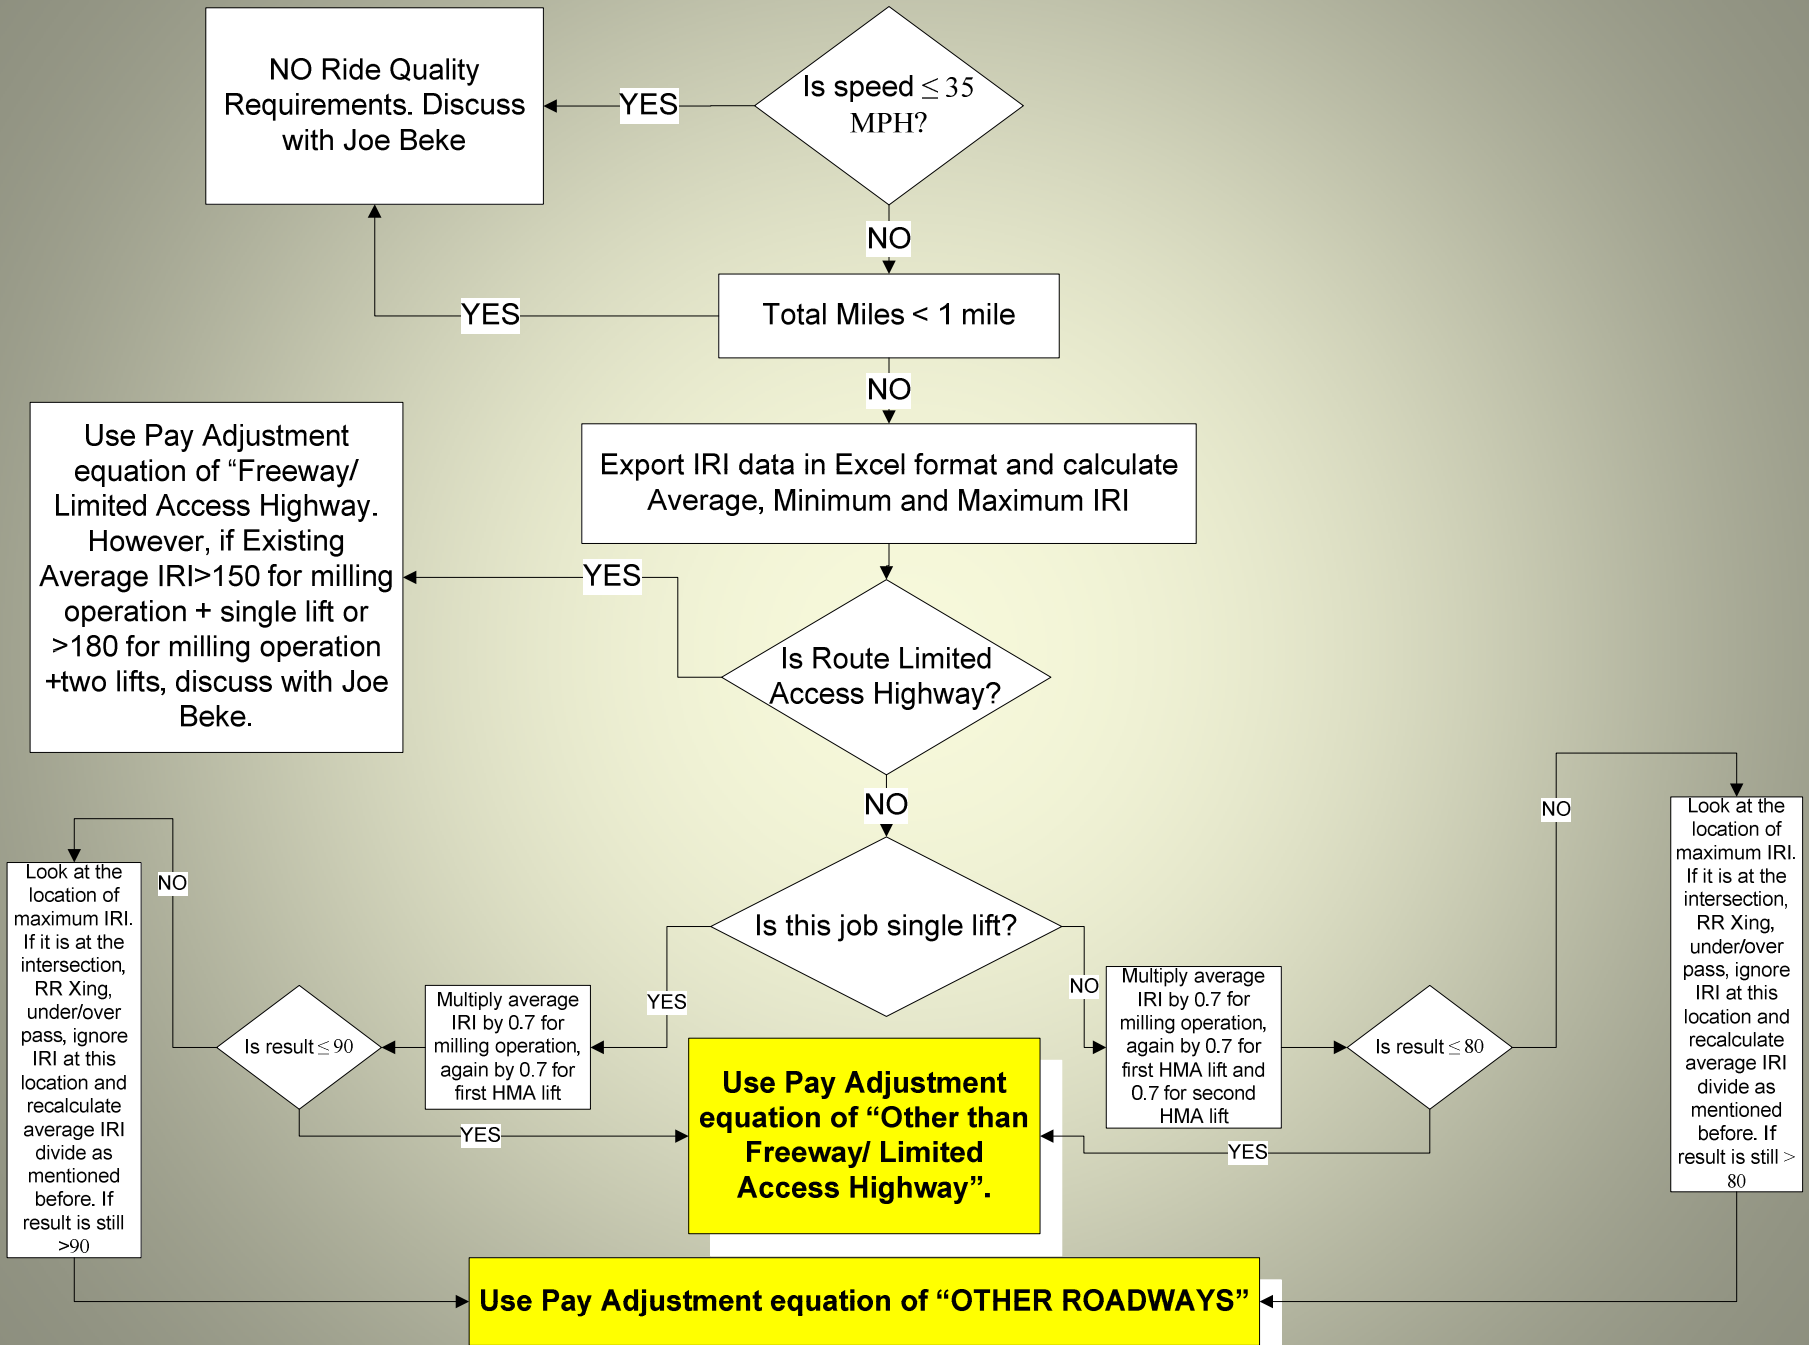 NO Ride Quality
Requirements. Discuss
with Joe Beke
YES
Is speed ≤ 35
MPH?
NO
YES
Total Miles < 1 mile
NO
Use Pay Adjustment
equation of “Freeway/
Limited Access Highway.
However, if Existing
Average IRI>150 for milling
operation + single lift or
>180 for milling operation
+two lifts, discuss with Joe
Beke.
Export IRI data in Excel format and calculate
Average, Minimum and Maximum IRI
YES
Is Route Limited
Access Highway?
NO
Is this job single lift?
Look at the
location of
maximum IRI.
If it is at the
intersection,
RR Xing,
under/over
pass, ignore
IRI at this
location and
recalculate
average IRI
divide as
mentioned
before. If
result is still
>90
NO
Is result ≤ 90
Multiply average
IRI by 0.7 for
milling operation,
again by 0.7 for
first HMA lift
YES
YES
NO
Multiply average
IRI by 0.7 for
milling operation,
again by 0.7 for
first HMA lift and
0.7 for second
HMA lift
Is result ≤ 80
YES
NO
Look at the
location of
maximum IRI.
If it is at the
intersection,
RR Xing,
under/over
pass, ignore
IRI at this
location and
recalculate
average IRI
divide as
mentioned
before. If
result is still >
80
Use Pay Adjustment
equation of “Other than
Freeway/ Limited
Access Highway”.
Use Pay Adjustment equation of “OTHER ROADWAYS”